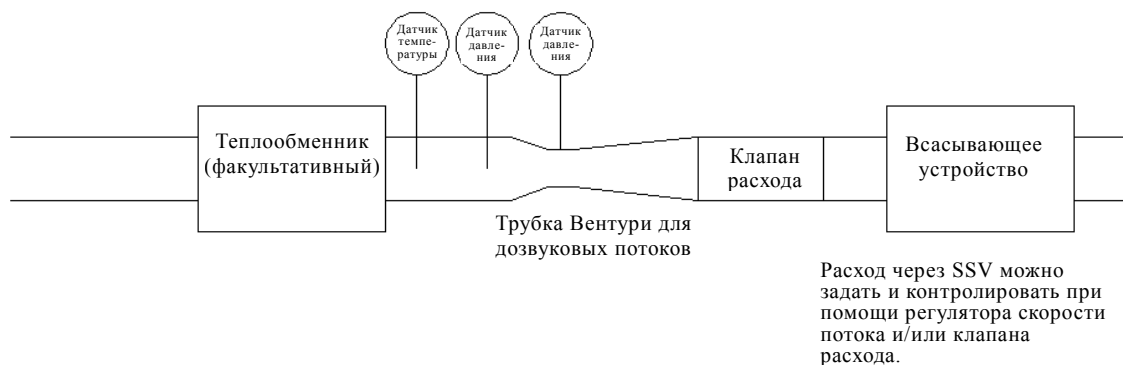 Датчик
темпе-
ратуры
Датчик
давле-
ния
Датчик
давле-
ния
Теплообменник
(факультативный)
Клапан
расхода
Всасывающее
устройство
Трубка Вентури для
дозвуковых потоков
Расход через SSV можно
задать и контролировать при
помощи регулятора скорости
потока и/или клапана
расхода.